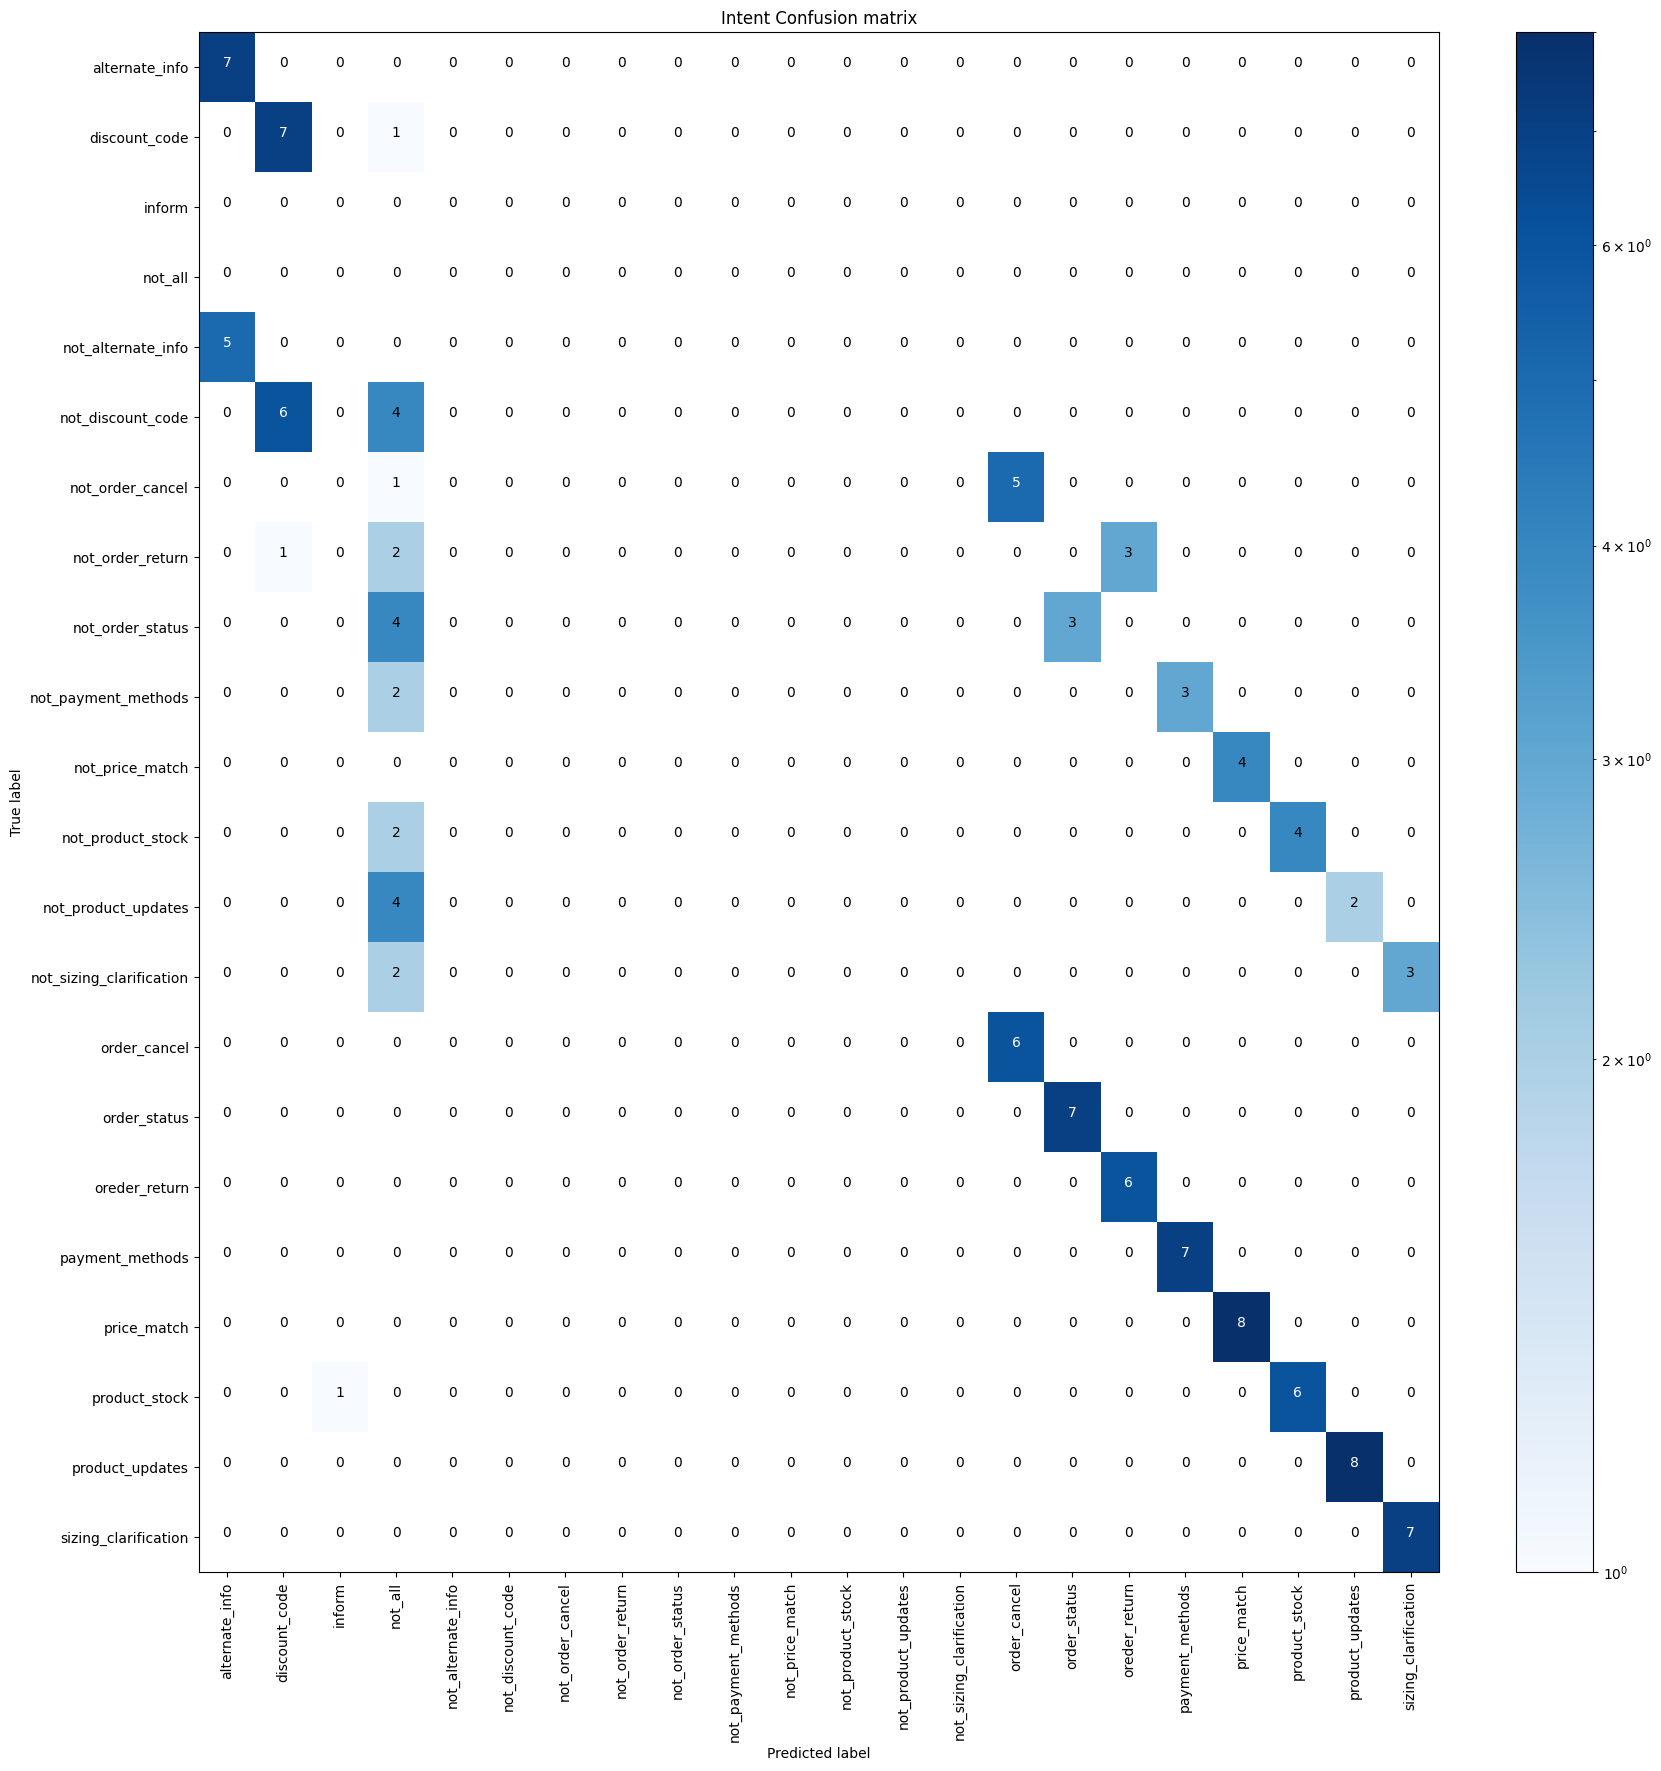 Intent Confusion matrix
alternate_info 7 0 0 0 0 0 0 0 0 0 0 0 0 0 0 0 0 0 0 0 0 0
discount_code 0 7 0 1 0 0 0 0 0 0 0 0 0 0 0 0 0 0 0 0 0 0
inform 0 0 0 0 0 0 0 0 0 0 0 0 0 0 0 0 0 0 0 0 0 0
not_all 0 0 0 0 0 0 0 0 0 0 0 0 0 0 0 0 0 0 0 0 0 0
not_alternate_info 5 0 0 0 0 0 0 0 0 0 0 0 0 0 0 0 0 0 0 0 0 0
not_discount_code 0 6 0 4 0 0 0 0 0 0 0 0 0 0 0 0 0 0 0 0 0 0
not_order_cancel 0 0 0 1 0 0 0 0 0 0 0 0 0 0 5 0 0 0 0 0 0 0
not_order_return 0 1 0 2 0 0 0 0 0 0 0 0 0 0 0 0 3 0 0 0 0 0
not_order_status 0 0 0 4 0 0 0 0 0 0 0 0 0 0 0 3 0 0 0 0 0 0
not_payment_methods 0 0 0 2 0 0 0 0 0 0 0 0 0 0 0 0 0 3 0 0 0 0
not_price_match 0 0 0 0 0 0 0 0 0 0 0 0 0 0 0 0 0 0 4 0 0 0
not_product_stock 0 0 0 2 0 0 0 0 0 0 0 0 0 0 0 0 0 0 0 4 0 0
not_product_updates 0 0 0 4 0 0 0 0 0 0 0 0 0 0 0 0 0 0 0 0 2 0
not_sizing_clarification 0 0 0 2 0 0 0 0 0 0 0 0 0 0 0 0 0 0 0 0 0 3
order_cancel 0 0 0 0 0 0 0 0 0 0 0 0 0 0 6 0 0 0 0 0 0 0
order_status 0 0 0 0 0 0 0 0 0 0 0 0 0 0 0 7 0 0 0 0 0 0
oreder_return 0 0 0 0 0 0 0 0 0 0 0 0 0 0 0 0 6 0 0 0 0 0
payment_methods 0 0 0 0 0 0 0 0 0 0 0 0 0 0 0 0 0 7 0 0 0 0
price_match 0 0 0 0 0 0 0 0 0 0 0 0 0 0 0 0 0 0 8 0 0 0
product_stock 0 0 1 0 0 0 0 0 0 0 0 0 0 0 0 0 0 0 0 6 0 0
product_updates 0 0 0 0 0 0 0 0 0 0 0 0 0 0 0 0 0 0 0 0 8 0
sizing_clarification 0 0 0 0 0 0 0 0 0 0 0 0 0 0 0 0 0 0 0 0 0 7
True label
alternate_info
discount_code
inform
not_all
not_alternate_info
not_discount_code
not_order_cancel
not_order_return
not_order_status
not_payment_methods
not_price_match
not_product_stock
not_product_updates
not_sizing_clarification
order_cancel
order_status
oreder_return
payment_methods
price_match
product_stock
product_updates
sizing_clarification
Predicted label
6 × 10⁰
4 × 10⁰
3 × 10⁰
2 × 10⁰
10⁰